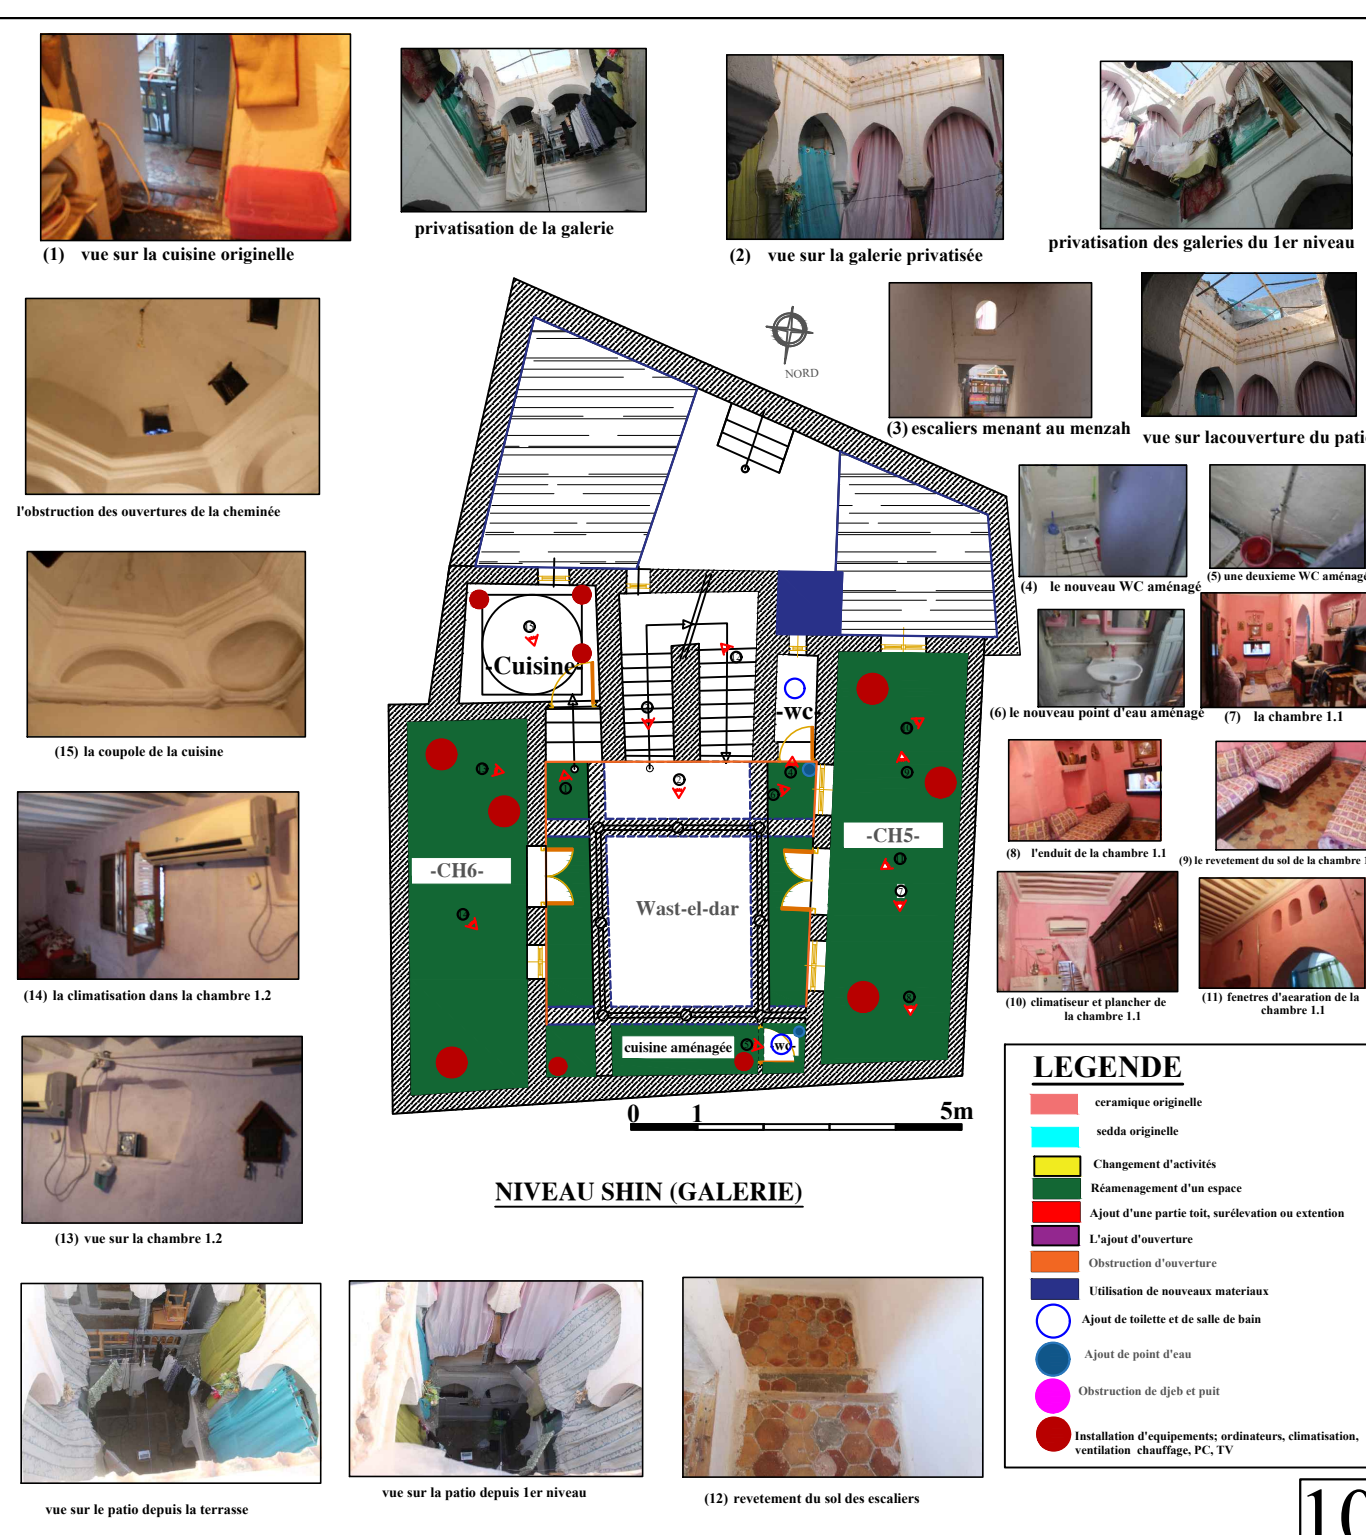 (1) vue sur la cuisine originelle
privatisation de la galerie
(2) vue sur la galerie privatisée
privatisation des galeries du 1er niveau
NORD
(3) escaliers menant au menzah
vue sur lacouverture du pati
l'obstruction des ouvertures de la cheminée
(4) le nouveau WC aménagé
(5) une deuxieme WC aménagé
(15) la coupole de la cuisine
(6) le nouveau point d'eau aménagé
(7) la chambre 1.1
(8) l'enduit de la chambre 1.1
(9) le revetement du sol de la chambre 1
(14) la climatisation dans la chambre 1.2
(10) climatiseur et plancher de
la chambre 1.1
(11) fenetres d'aearation de la
chambre 1.1
(13) vue sur la chambre 1.2
-Cuisine-
-wc-
-CH5-
-CH6-
Wast-el-dar
cuisine aménagée
-wc-
0 1 5m
NIVEAU SHIN (GALERIE)
LEGENDE
ceramique originelle
sedda originelle
Changement d'activités
Réamenagement d'un espace
Ajout d'une partie toit, surélevation ou extention
L'ajout d'ouverture
Obstruction d'ouverture
Utilisation de nouveaux materiaux
Ajout de toilette et de salle de bain
Ajout de point d'eau
Obstruction de djeb et puit
Installation d'equipements; ordinateurs, climatisation,
ventilation chauffage, PC, TV
vue sur le patio depuis la terrasse
vue sur la patio depuis 1er niveau
(12) revetement du sol des escaliers
10